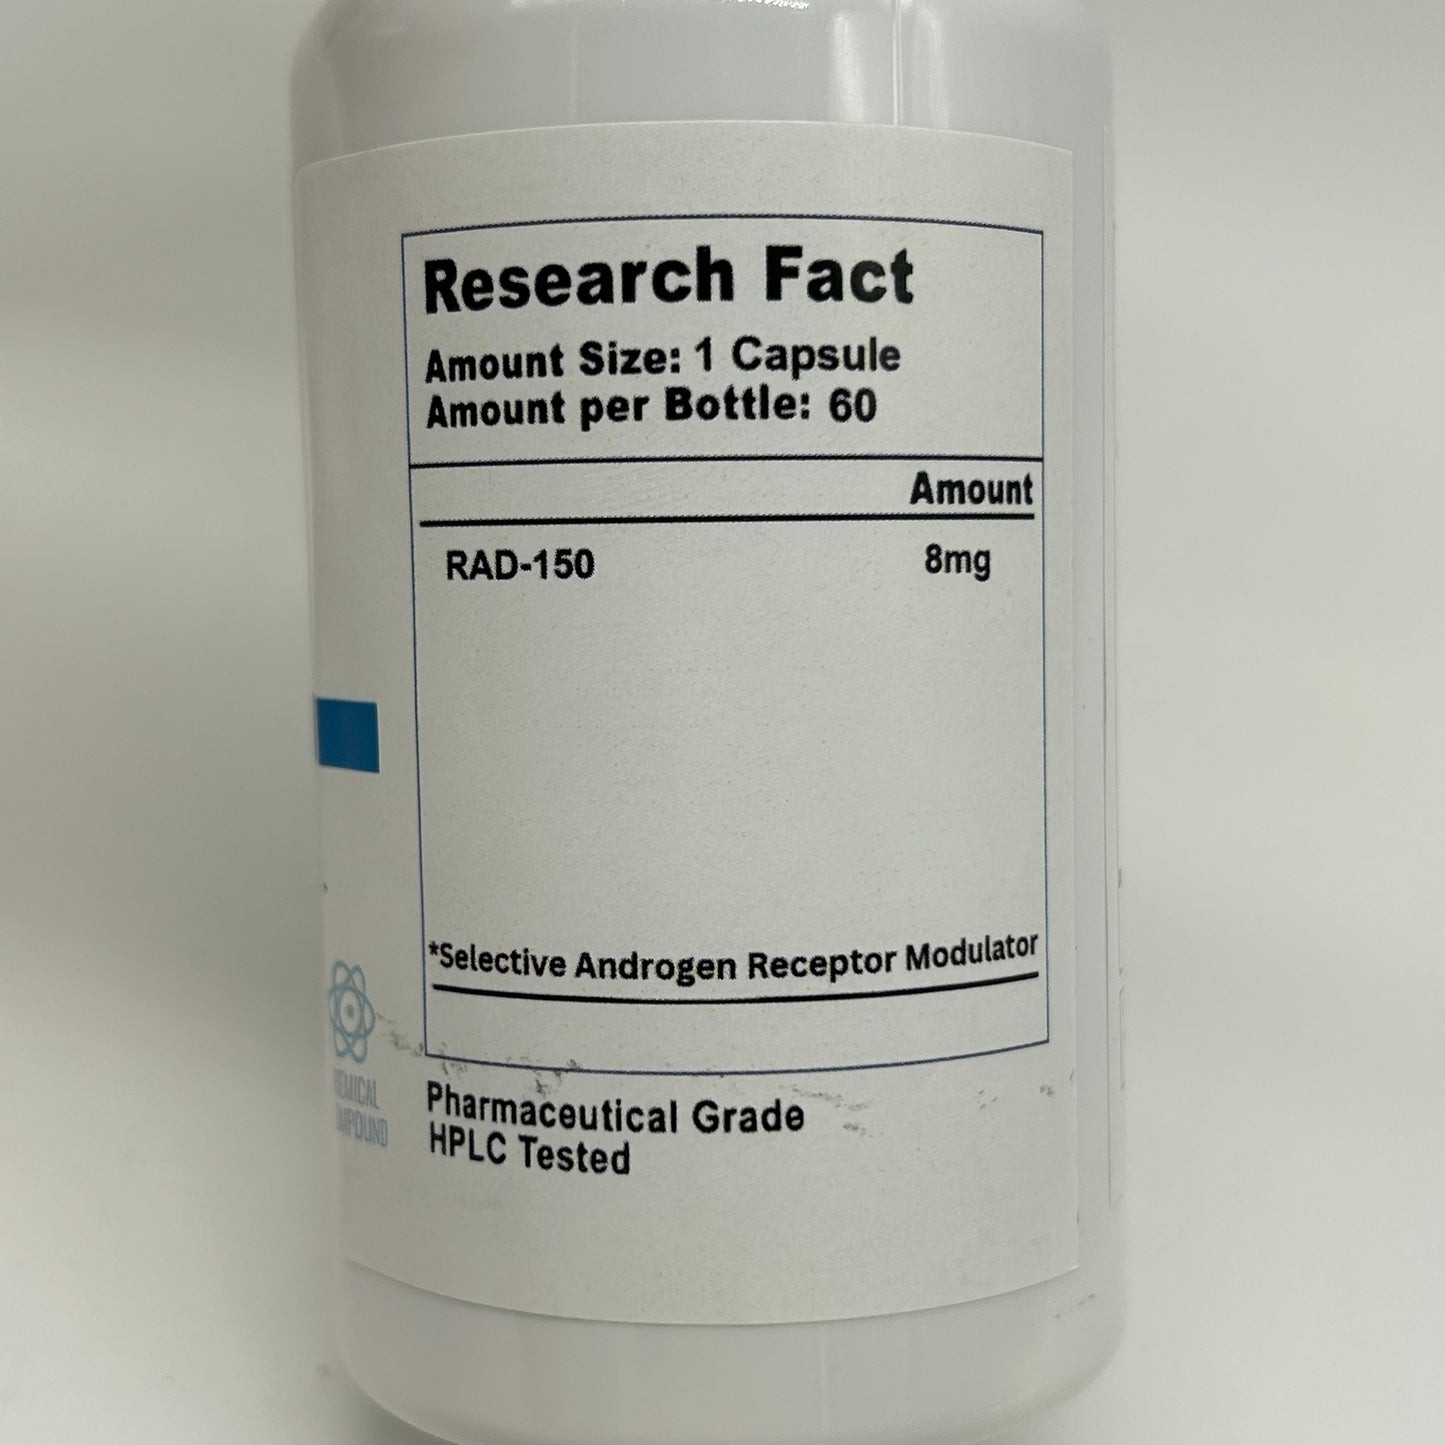 Research Fact
Amount Size: 1 Capsule
Amount per Bottle: 60
Amount
RAD-150 8mg
*Selective Androgen Receptor Modulator
Pharmaceutical Grade
HPLC Tested